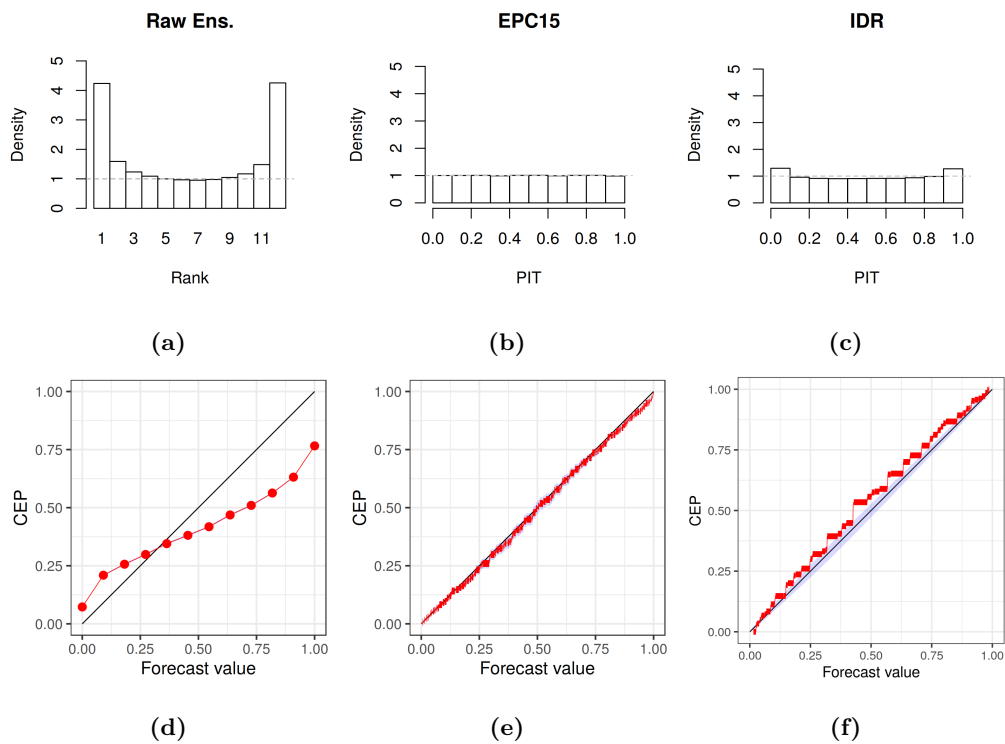 Raw Ens.
EPC15
IDR
Density
0 1 2 3 4 5
1 3 5 7 9 11
Rank
Density
0 1 2 3 4 5
0.0 0.2 0.4 0.6 0.8 1.0
PIT
Density
0 1 2 3 4 5
0.0 0.2 0.4 0.6 0.8 1.0
PIT
(a)
(b)
(c)
CEP
1.00
0.75
0.50
0.25
0.00
0.00 0.25 0.50 0.75 1.00
Forecast value
CEP
1.00
0.75
0.50
0.25
0.00
0.00 0.25 0.50 0.75 1.00
Forecast value
CEP
1.00
0.75
0.50
0.25
0.00
0.00 0.25 0.50 0.75 1.00
Forecast value
(d)
(e)
(f)